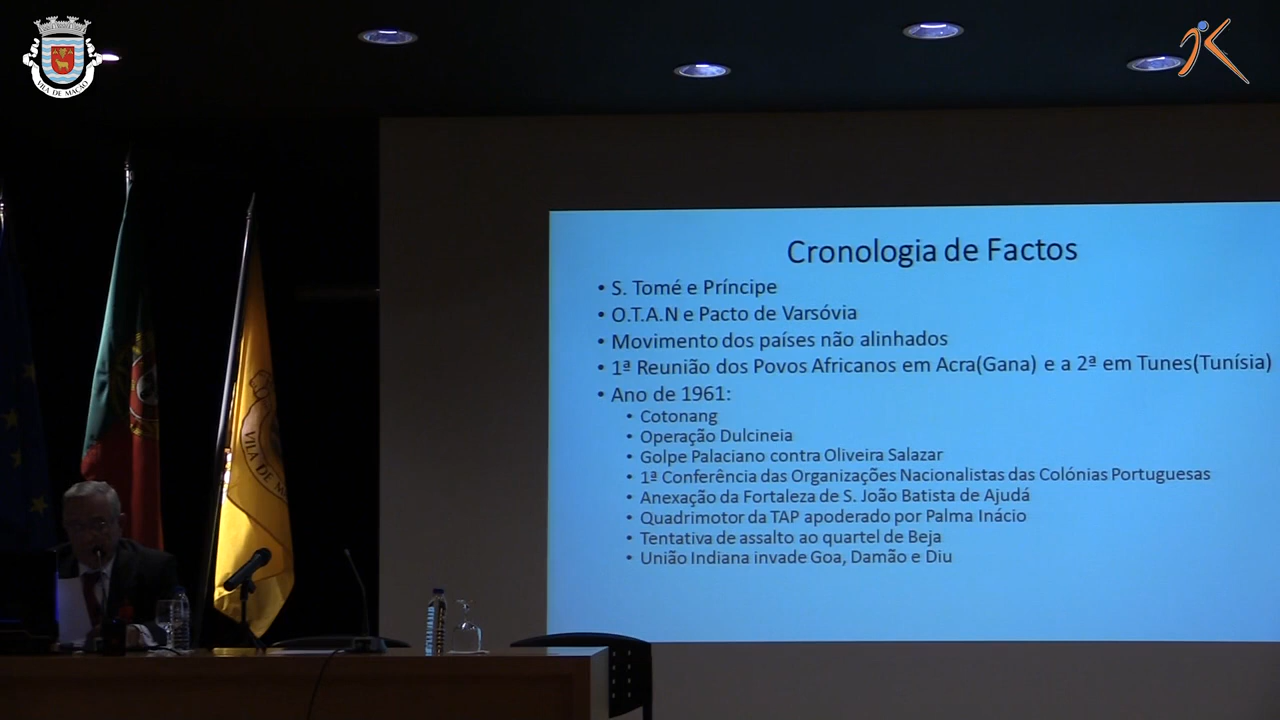 VILA DE MAÇÃO
Cronologia de Factos
• S. Tomé e Príncipe
• O.T.A.N e Pacto de Varsóvia
• Movimento dos países não alinhados
• 1ª Reunião dos Povos Africanos em Acra(Gana) e a 2ª em Tunes(Tunísia)
• Ano de 1961:
• Cotonang
• Operação Dulcineia
• Golpe Palaciano contra Oliveira Salazar
• 1ª Conferência das Organizações Nacionalistas das Colónias Portuguesas
• Anexação da Fortaleza de S. João Batista de Ajudá
• Quadrimotor da TAP apoderado por Palma Inácio
• Tentativa de assalto ao quartel de Beja
• União Indiana invade Goa, Damão e Diu
VILA DE M